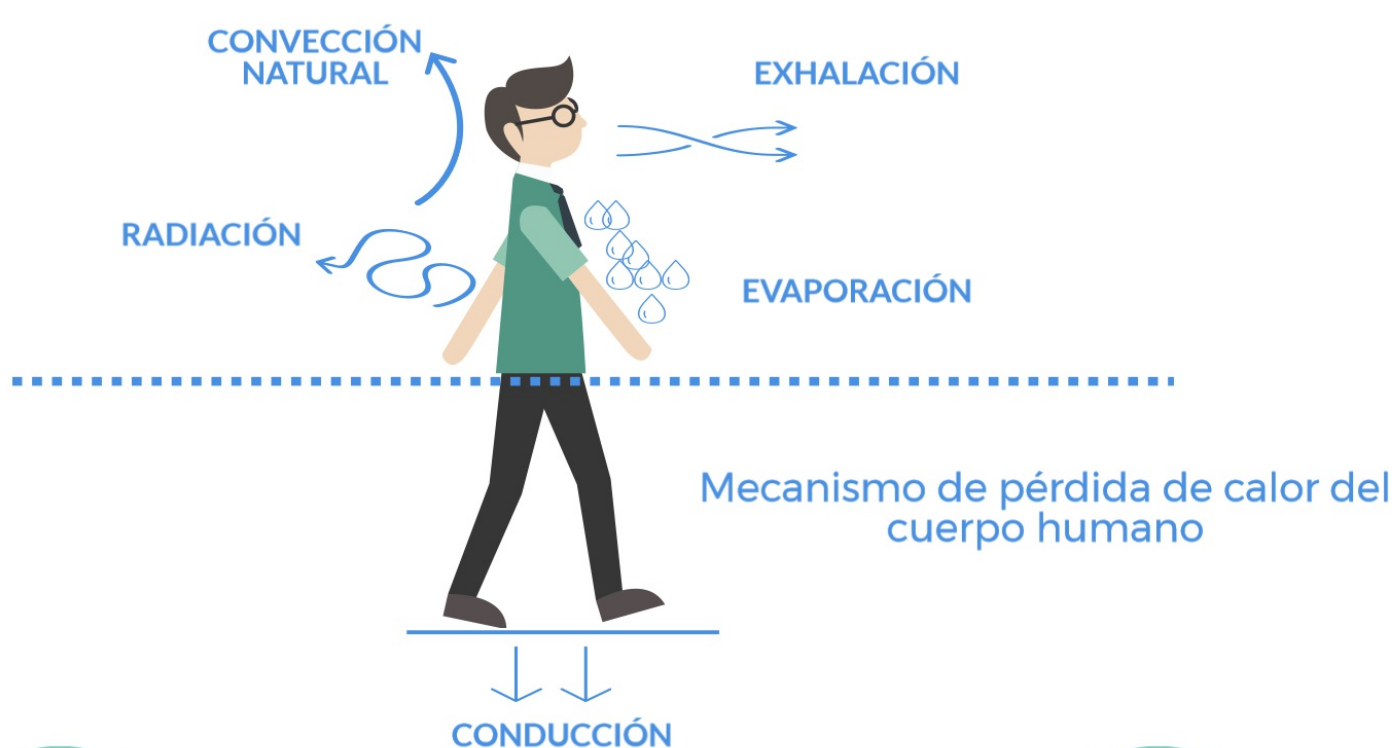 CONVECCIÓN
NATURAL
EXHALACIÓN
RADIACIÓN
EVAPORACIÓN
Mecanismo de pérdida de calor del
cuerpo humano
CONDUCCIÓN